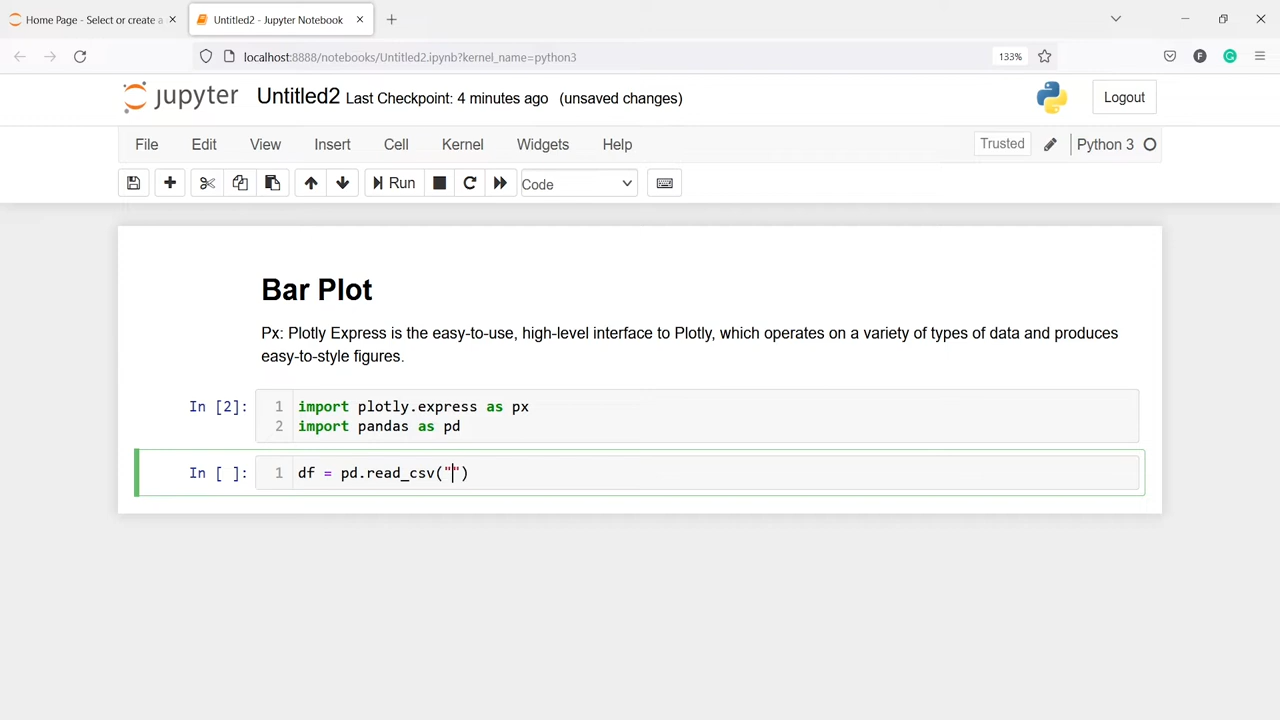 Home Page - Select or create a
Untitled2 - Jupyter Notebook
localhost:8888/notebooks/Untitled2.ipynb?kernel_name=python3
133%
F
G
jupyter Untitled2 Last Checkpoint: 4 minutes ago (unsaved changes)
Logout
File Edit View Insert Cell Kernel Widgets Help
Trusted Python 3
Run Code
Bar Plot
Px: Plotly Express is the easy-to-use, high-level interface to Plotly, which operates on a variety of types of data and produces
easy-to-style figures.
In [2]: 1 import plotly.express as px
2 import pandas as pd
In [ ]: 1 df = pd.read_csv("")